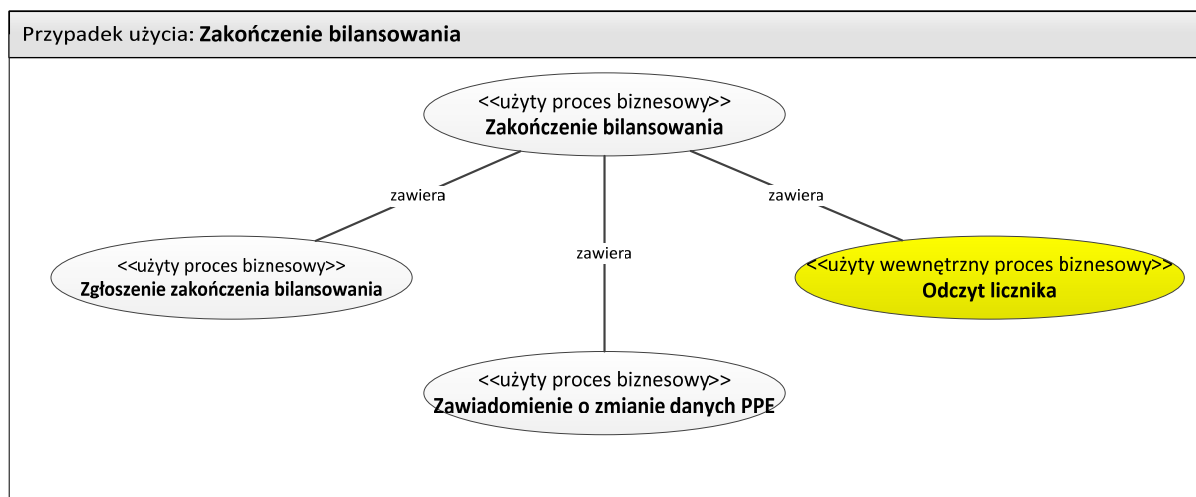 Przypadek użycia: Zakończenie bilansowania
<<użyty proces biznesowy>>
Zakończenie bilansowania
zawiera
zawiera
zawiera
<<użyty proces biznesowy>>
Zgłoszenie zakończenia bilansowania
<<użyty wewnętrzny proces biznesowy>>
Odczyt licznika
<<użyty proces biznesowy>>
Zawiadomienie o zmianie danych PPE